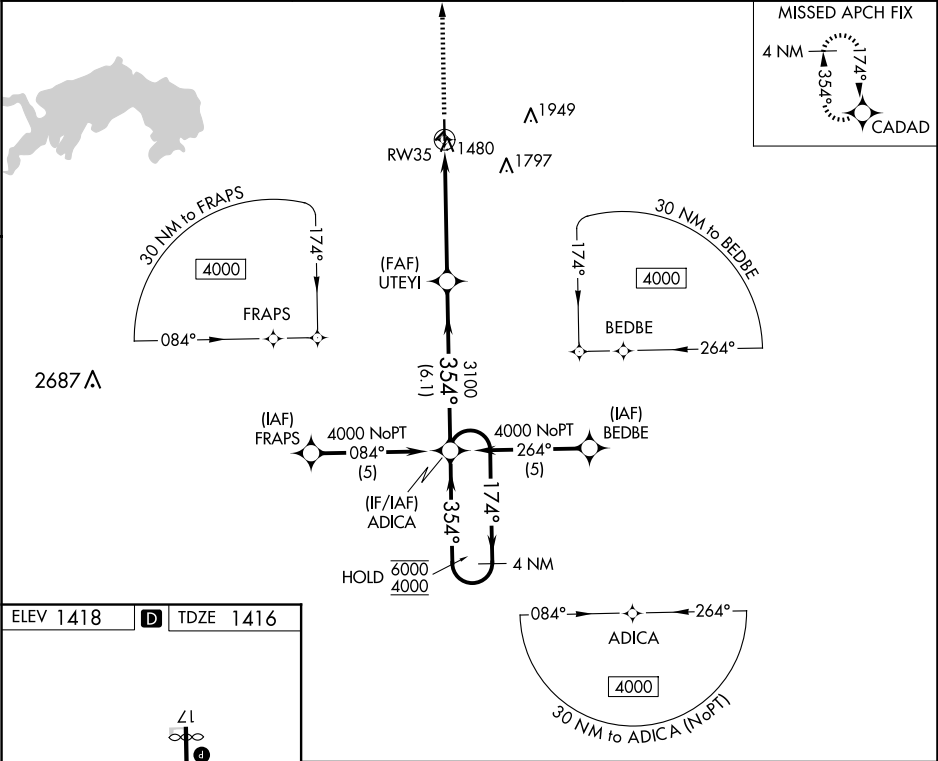 MISSED APCH FIX
4 NM
354°
174°
CADAD
1949
RW35
1480
1797
30 NM to FRAPS
4000
174°
FRAPS
084°
30 NM to BEDBE
4000
174°
BEDBE
264°
(FAF)
UTEYI
2687
354°
3100
(6.1)
(IAF)
FRAPS
4000 NoPT
084°
(5)
4000 NoPT
264°
(5)
(IAF)
BEDBE
(IF/IAF)
ADICA
354°
174°
HOLD
6000
4000
4 NM
084°
264°
ADICA
4000
30 NM to ADICA (NoPT)
ELEV 1418
D
TDZE 1416
17
P